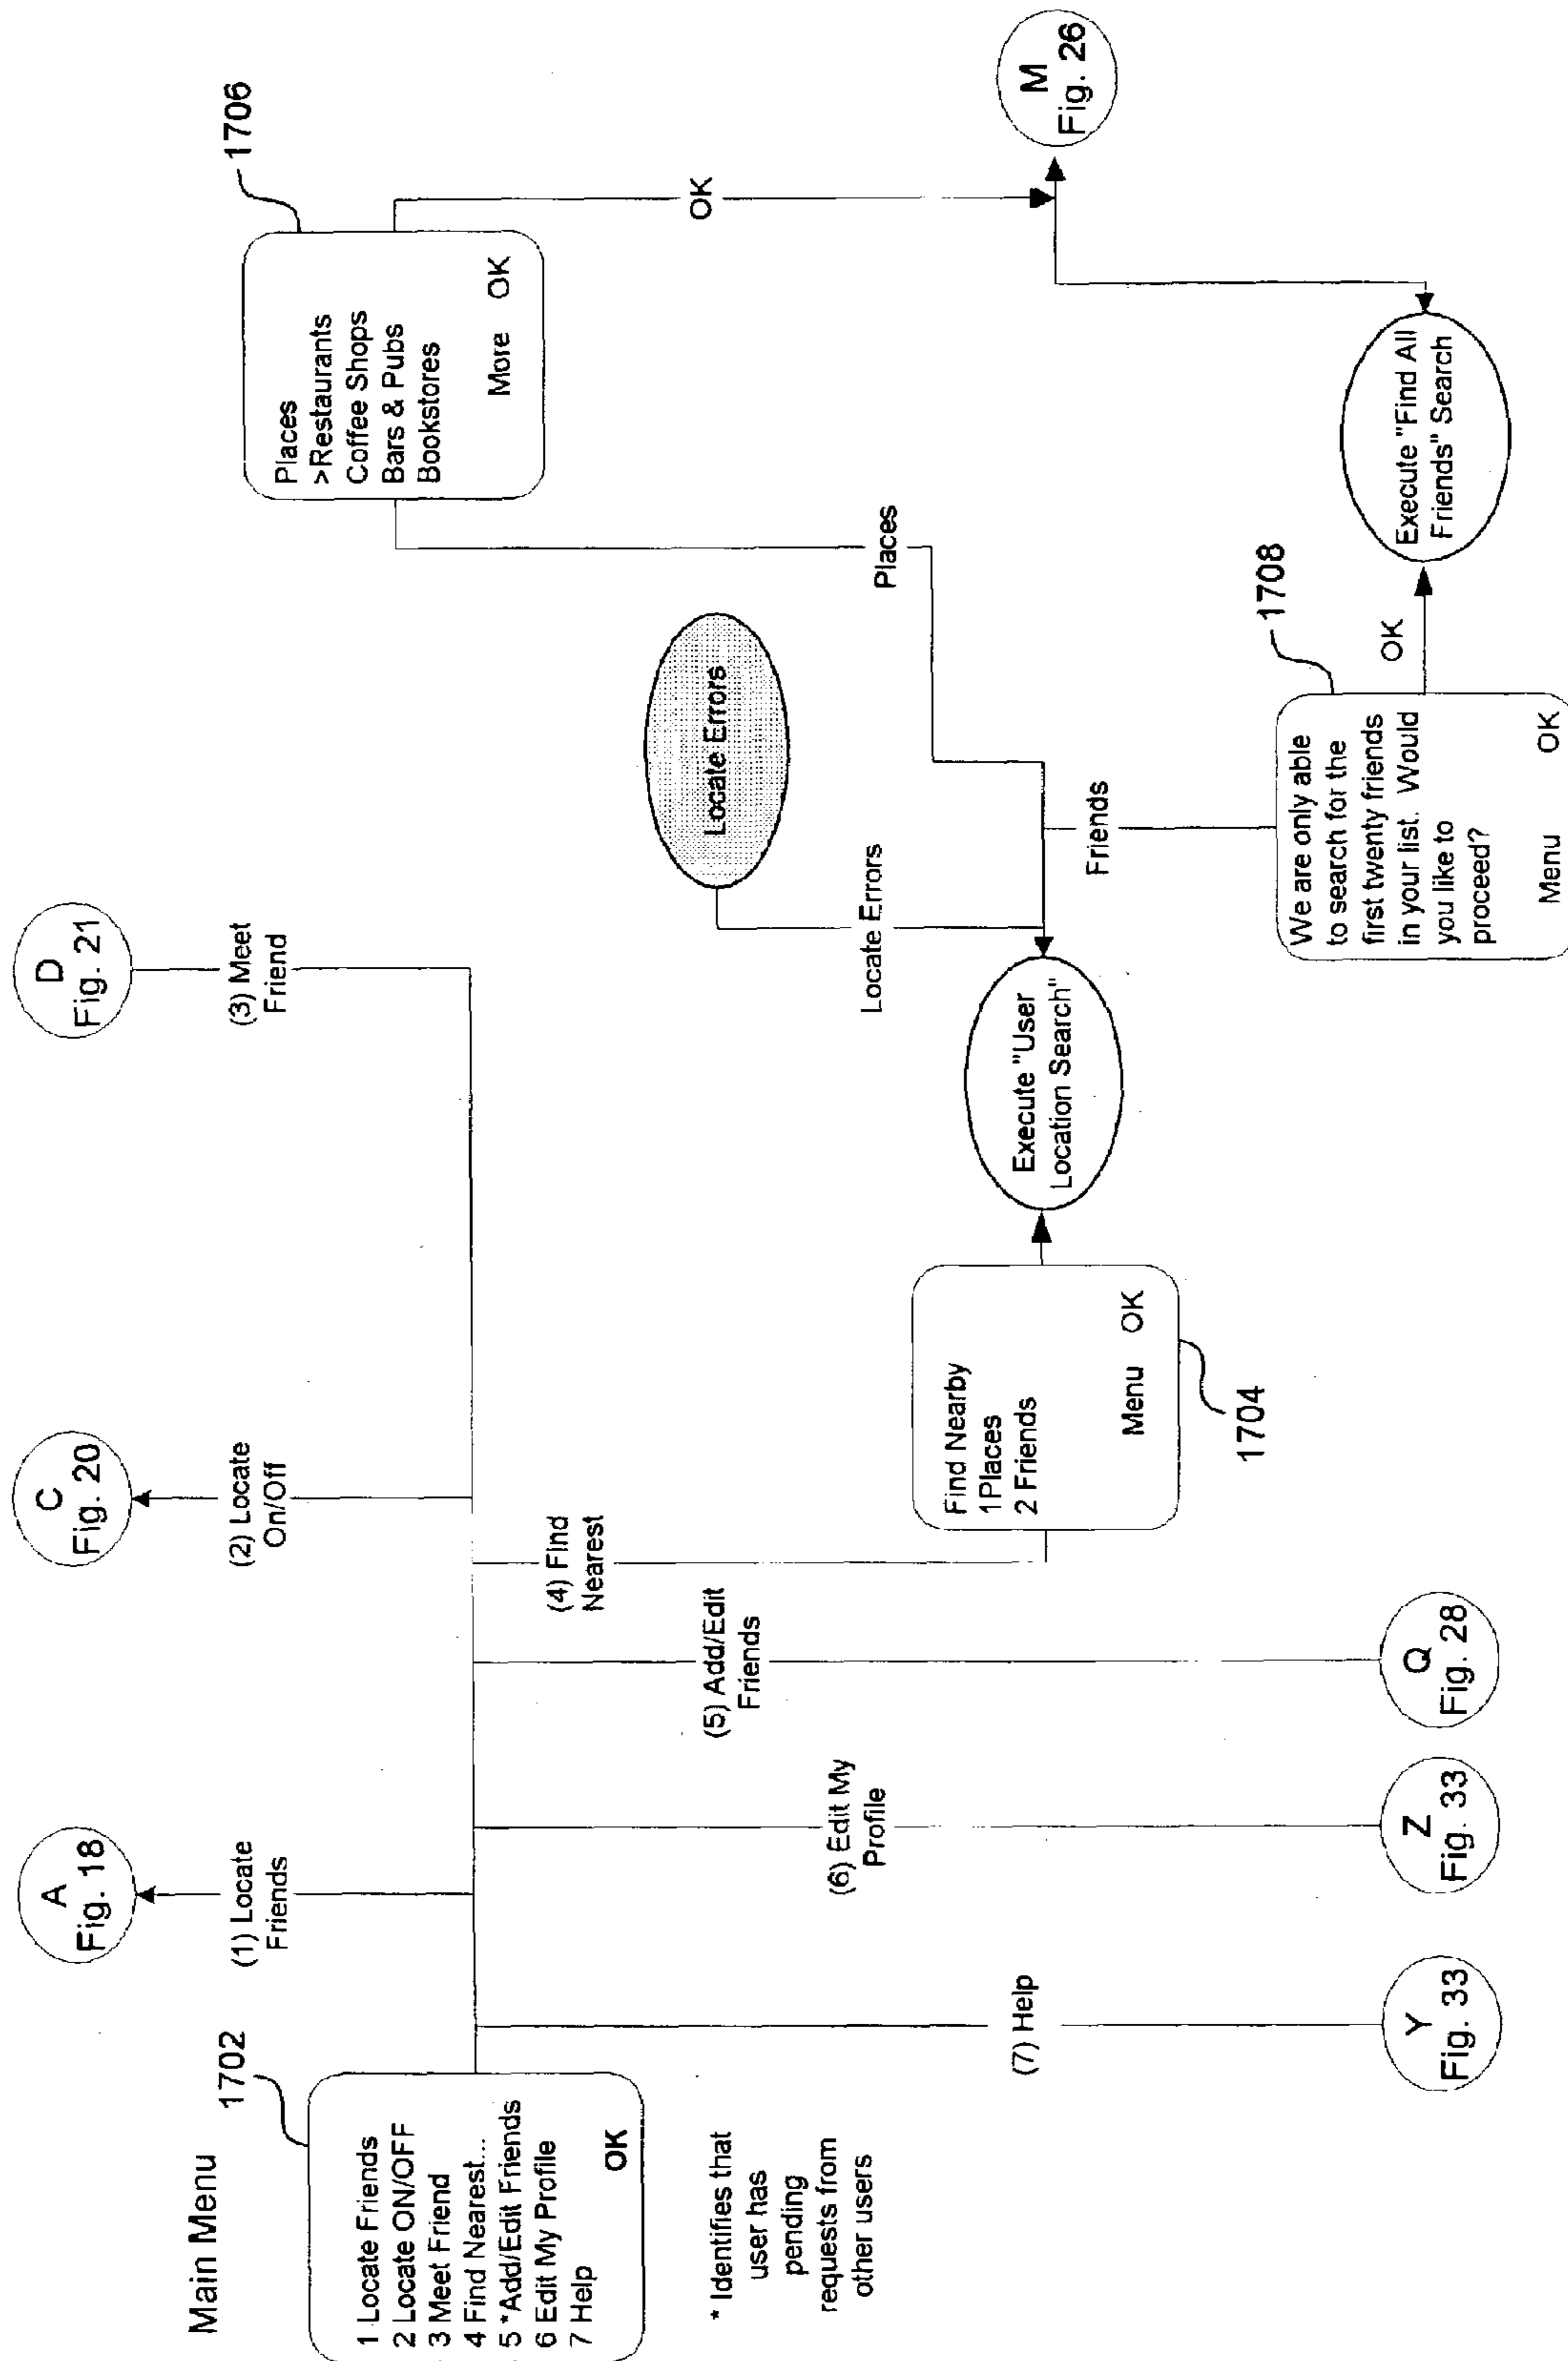 Main Menu
1702
1 Locate Friends
2 Locate ON/OFF
3 Meet Friend
4 Find Nearest...
5 *Add/Edit Friends
6 Edit My Profile
7 Help
OK
* Identifies that
user has
pending
requests from
other users
A
Fig. 18
(1) Locate
Friends
C
Fig. 20
(2) Locate
On/Off
D
Fig. 21
(3) Meet
Friend
(4) Find
Nearest
(5) Add/Edit
Friends
(6) Edit My
Profile
(7) Help
Y
Fig. 33
Z
Fig. 33
Q
Fig. 28
Find Nearby
1Places
2 Friends
Menu OK
1704
Execute "User
Location Search"
Locate Errors
Locate Errors
Places
Friends
1706
Places
>Restaurants
Coffee Shops
Bars & Pubs
Bookstores
More OK
OK
1708
We are only able
to search for the
first twenty friends
in your list. Would
you like to
proceed?
Menu OK
OK
Execute "Find All
Friends" Search
M
Fig. 26